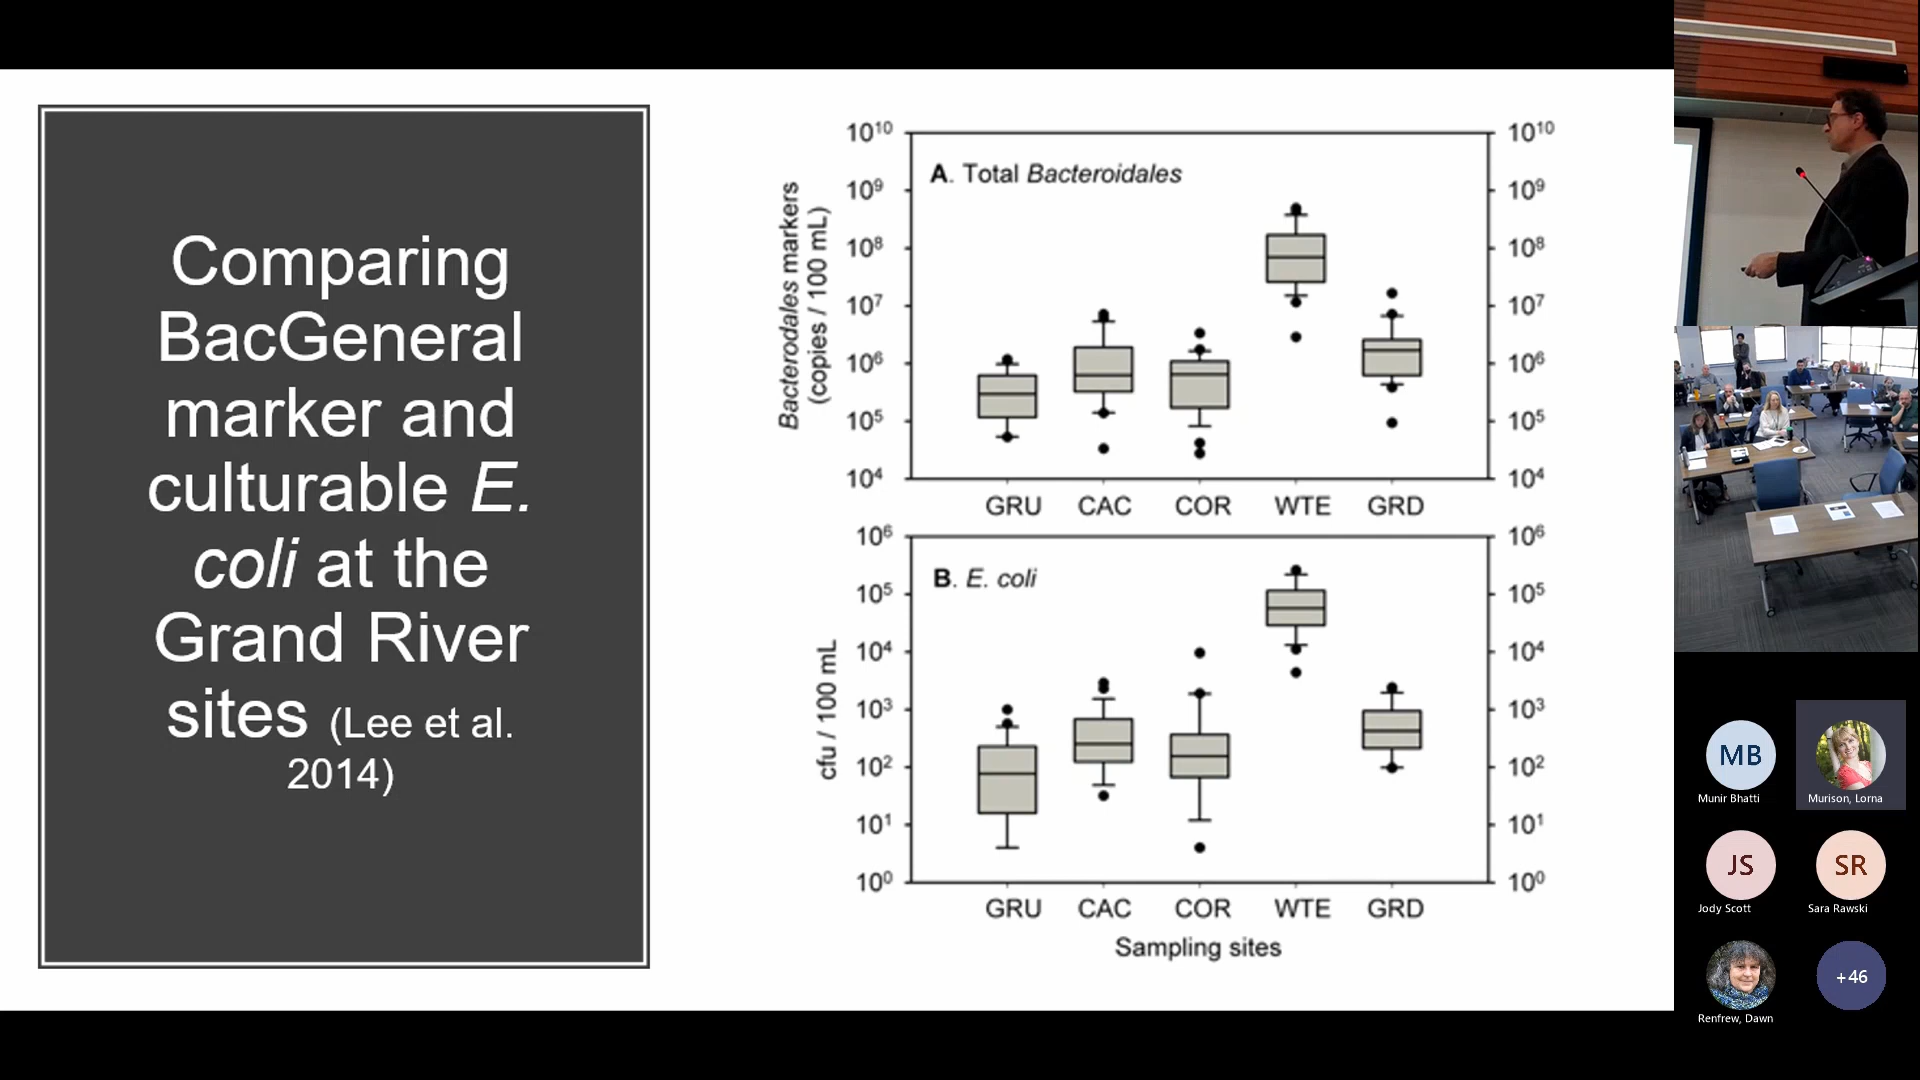 Comparing
BacGeneral
marker and
culturable E.
coli at the
Grand River
sites (Lee et al.
2014)
A. Total Bacteroidales
Bacterodales markers
(copies / 100 mL)
10¹⁰
10⁹
10⁸
10⁷
10⁶
10⁵
10⁴
10¹⁰
10⁹
10⁸
10⁷
10⁶
10⁵
10⁴
GRU CAC COR WTE GRD
B. E. coli
cfu / 100 mL
10⁶
10⁵
10⁴
10³
10²
10¹
10⁰
10⁶
10⁵
10⁴
10³
10²
10¹
10⁰
GRU CAC COR WTE GRD
Sampling sites
MB
Munir Bhatti
Murison, Lorna
JS
Jody Scott
SR
Sara Rawski
Renfrew, Dawn
+46